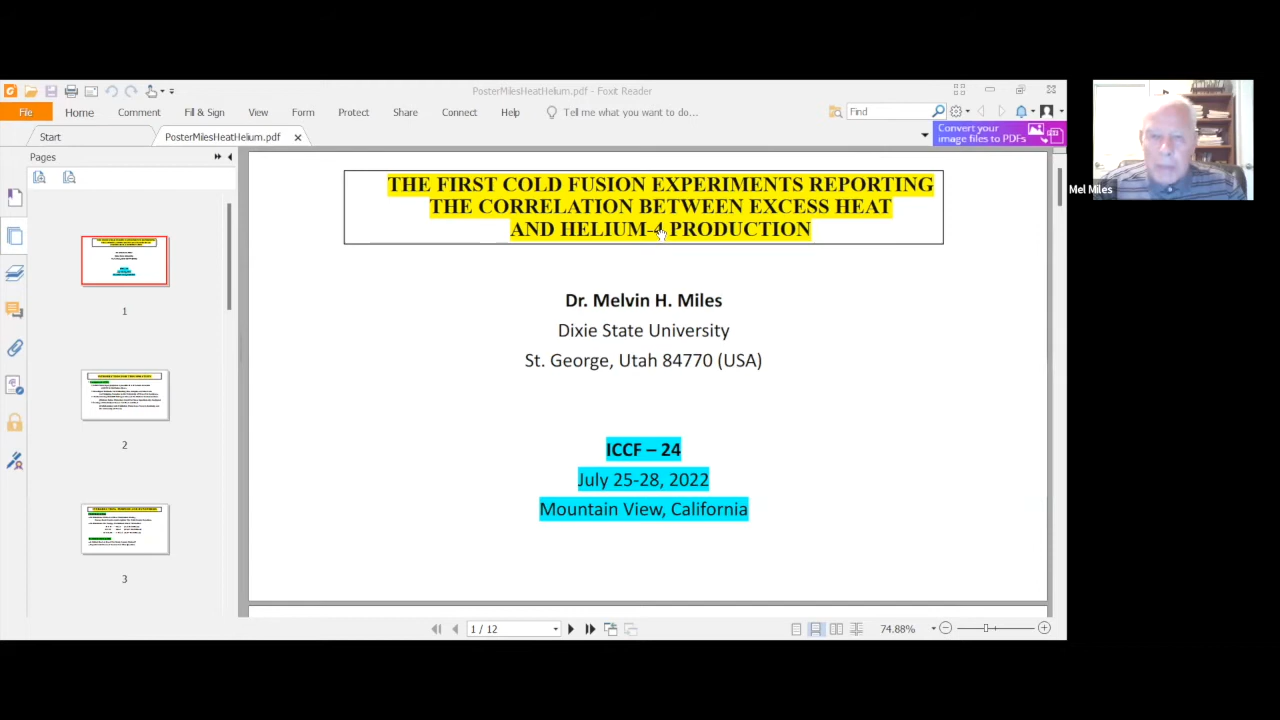 PosterMilesHeatHelium.pdf - Foxit Reader
File Home Comment Fill & Sign View Form Protect Share Connect Help Tell me what you want to do... Find
Start PosterMilesHeatHelium.pdf
Convert your
image files to PDFs
Pages
1
2
3
THE FIRST COLD FUSION EXPERIMENTS REPORTING
THE CORRELATION BETWEEN EXCESS HEAT
AND HELIUM-4 PRODUCTION
Dr. Melvin H. Miles
Dixie State University
St. George, Utah 84770 (USA)
ICCF – 24
July 25-28, 2022
Mountain View, California
1 / 12
74.88%
Mel Miles